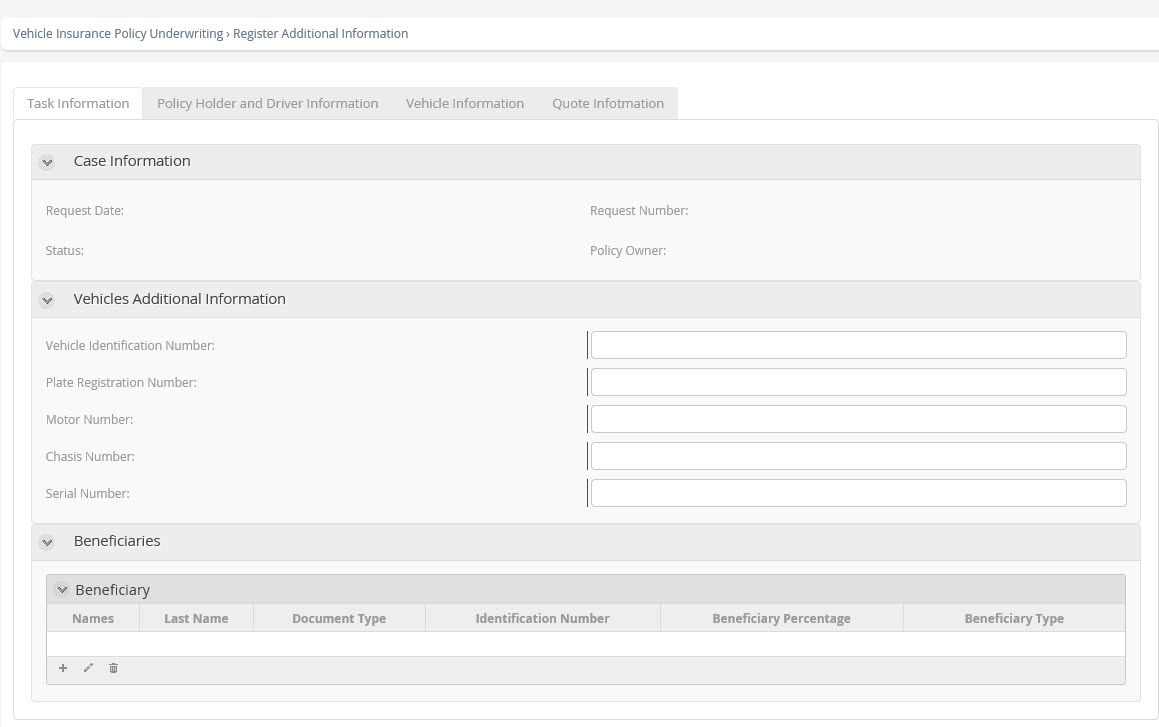 Vehicle Insurance Policy Underwriting › Register Additional Information
Task Information Policy Holder and Driver Information Vehicle Information Quote Infotmation
Case Information
Request Date: Request Number:
Status: Policy Owner:
Vehicles Additional Information
Vehicle Identification Number:
Plate Registration Number:
Motor Number:
Chasis Number:
Serial Number:
Beneficiaries
Beneficiary
Names Last Name Document Type Identification Number Beneficiary Percentage Beneficiary Type